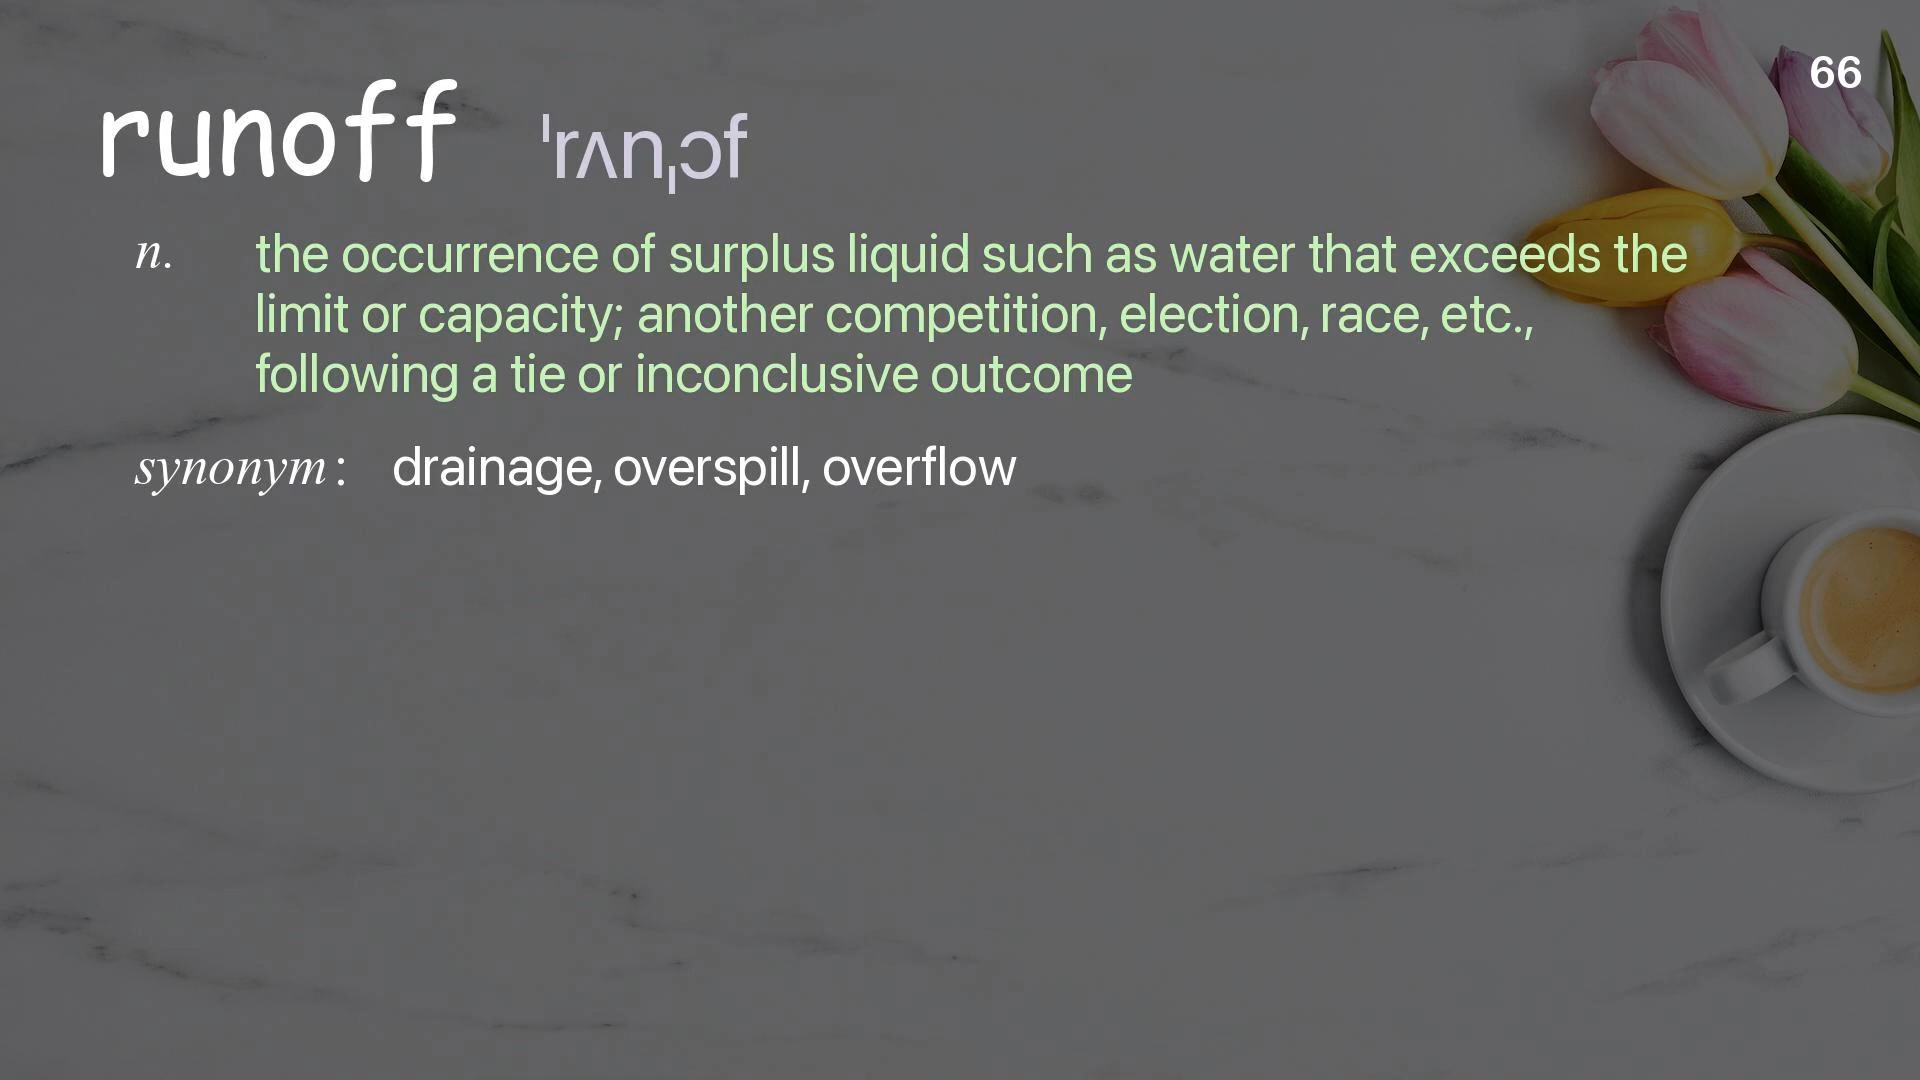 66
runoff ˈrʌnˌɔf
n. the occurrence of surplus liquid such as water that exceeds the
limit or capacity; another competition, election, race, etc.,
following a tie or inconclusive outcome
synonym: drainage, overspill, overflow